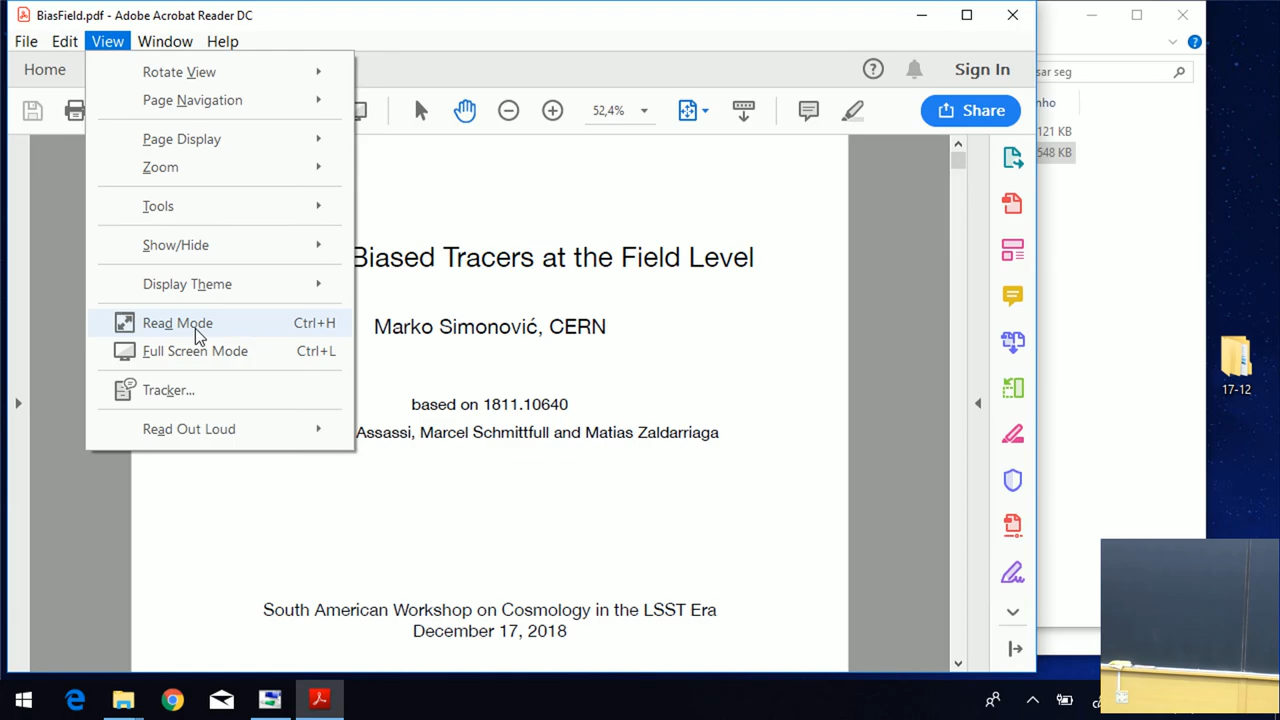 BiasField.pdf - Adobe Acrobat Reader DC
File Edit View Window Help
Home
Sign In
52,4%
Share
Rotate View
Page Navigation
Page Display
Zoom
Tools
Show/Hide
Display Theme
Read Mode Ctrl+H
Full Screen Mode Ctrl+L
Tracker...
Read Out Loud
Biased Tracers at the Field Level
Marko Simonović, CERN
based on 1811.10640
Assassi, Marcel Schmittfull and Matias Zaldarriaga
South American Workshop on Cosmology in the LSST Era
December 17, 2018
sar seg
nho
121 KB
548 KB
17-12